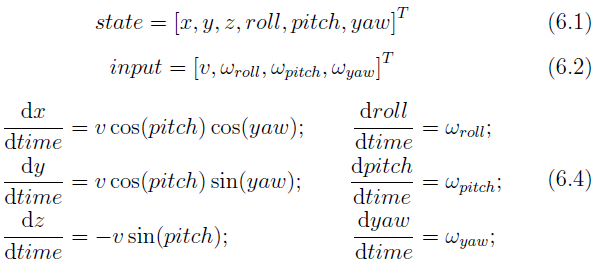 state = [x, y, z, roll, pitch, yaw]^T (6.1)
input = [v, ω_roll, ω_pitch, ω_yaw]^T (6.2)
dx/dtime = v cos(pitch) cos(yaw); droll/dtime = ω_roll;
dy/dtime = v cos(pitch) sin(yaw); dpitch/dtime = ω_pitch; (6.4)
dz/dtime = −v sin(pitch); dyaw/dtime = ω_yaw;